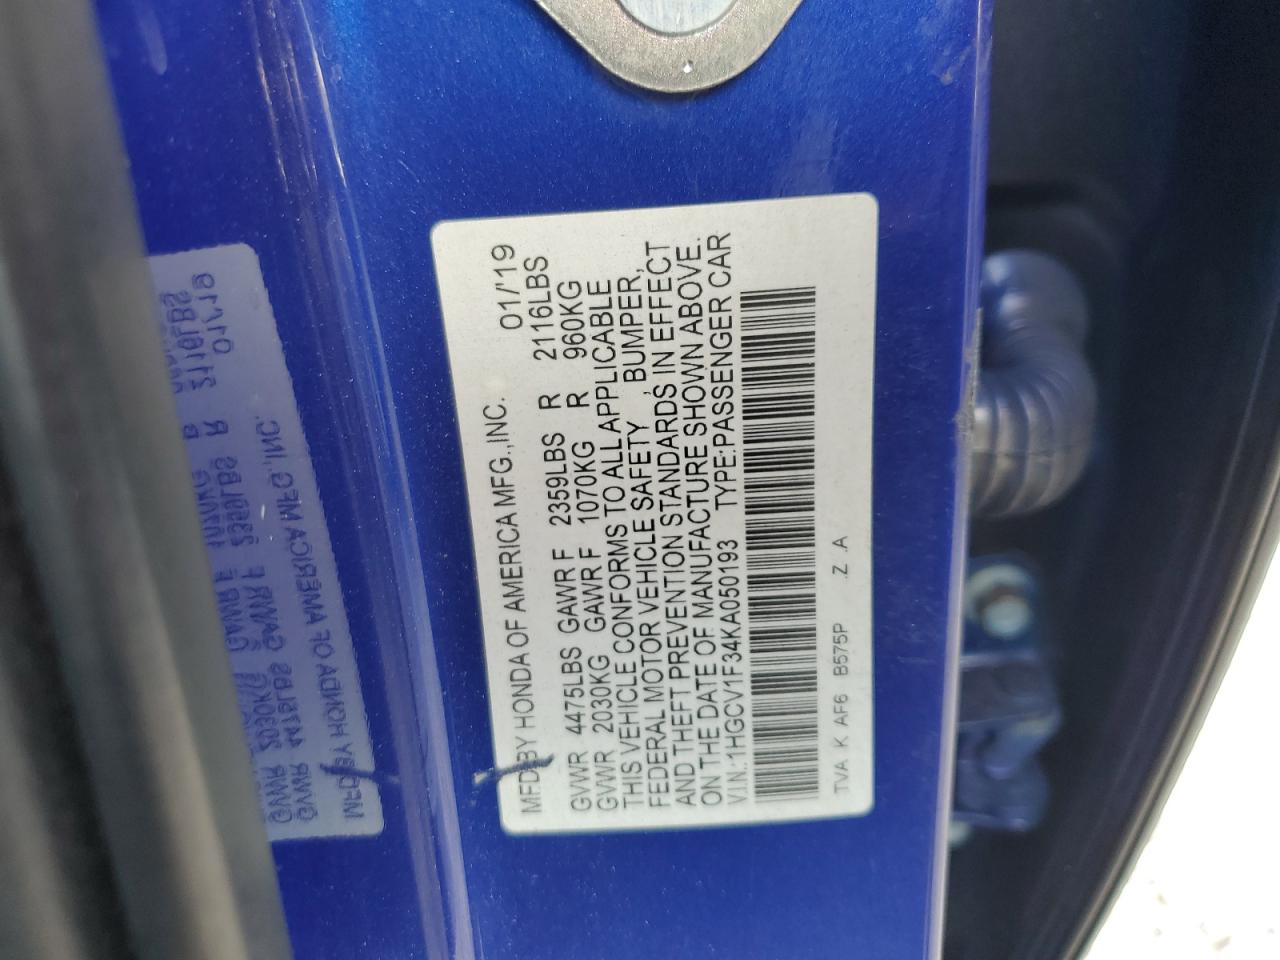 MFD.BY HONDA OF AMERICA MFG.,INC. 01/'19
GVWR 4475LBS GAWR F 2359LBS R 2116LBS
GVWR 2030KG GAWR F 1070KG R 960KG
THIS VEHICLE CONFORMS TO ALL APPLICABLE
FEDERAL MOTOR VEHICLE SAFETY , BUMPER,
AND THEFT PREVENTION STANDARDS IN EFFECT
ON THE DATE OF MANUFACTURE SHOWN ABOVE.
V.I.N.:1HGCV1F34KA050193 TYPE:PASSENGER CAR
TVA K AF6 B575P .Z .A